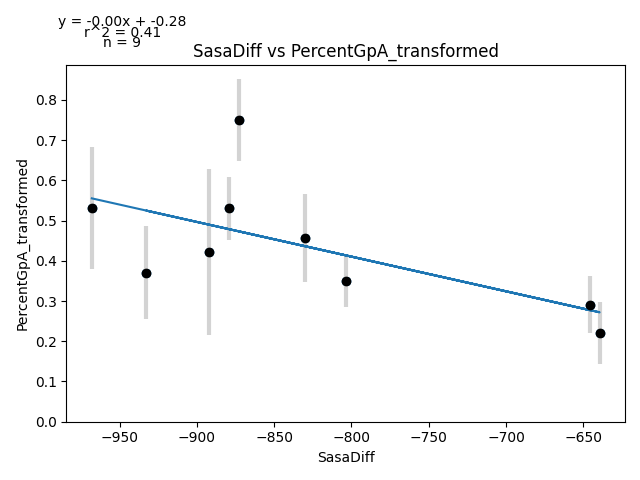 y = -0.00x + -0.28
r^2 = 0.41
n = 9
SasaDiff vs PercentGpA_transformed
PercentGpA_transformed
0.8
0.7
0.6
0.5
0.4
0.3
0.2
0.1
0.0
−950 −900 −850 −800 −750 −700 −650
SasaDiff